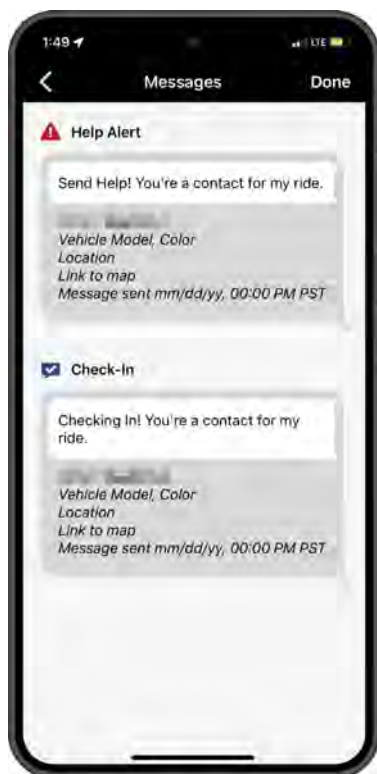 1:49
LTE
Messages
Done
Help Alert
Send Help! You're a contact for my ride.
Vehicle Model, Color
Location
Link to map
Message sent mm/dd/yy, 00:00 PM PST
Check-In
Checking In! You're a contact for my
ride.
Vehicle Model, Color
Location
Link to map
Message sent mm/dd/yy, 00:00 PM PST